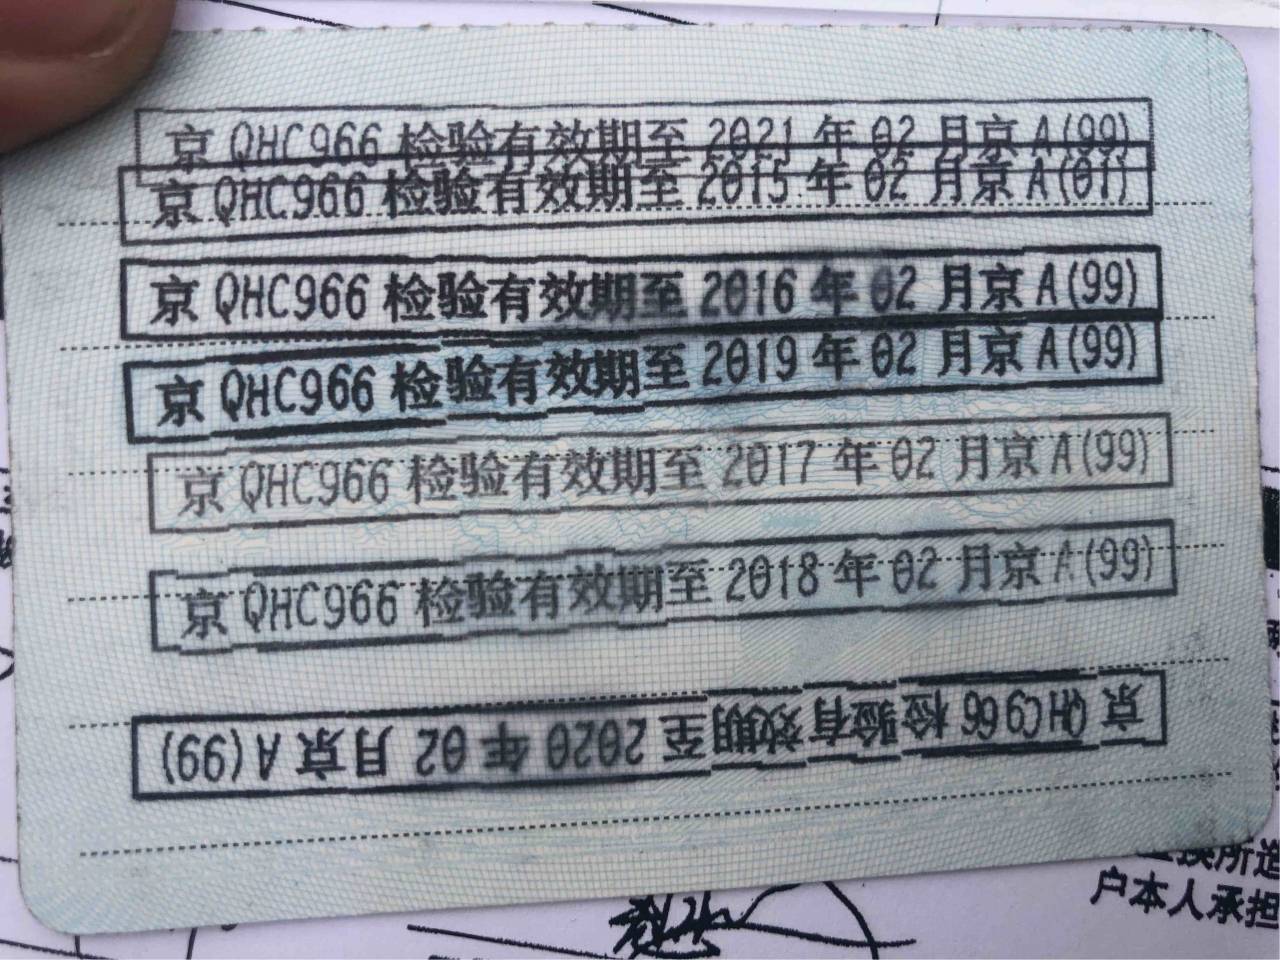 京 QHC966 检验有效期至 2021 年 02 月京 A(99)
京 QHC966 检验有效期至 2015 年 02 月京 A(01)
京 QHC966 检验有效期至 2016 年 02 月京 A(99)
京 QHC966 检验有效期至 2019 年 02 月京 A(99)
京 QHC966 检验有效期至 2017 年 02 月京 A(99)
京 QHC966 检验有效期至 2018 年 02 月京 A(99)
京 QHC966 检验有效期至 2020 年 02 月京 A(99)
换所造
户本人承担